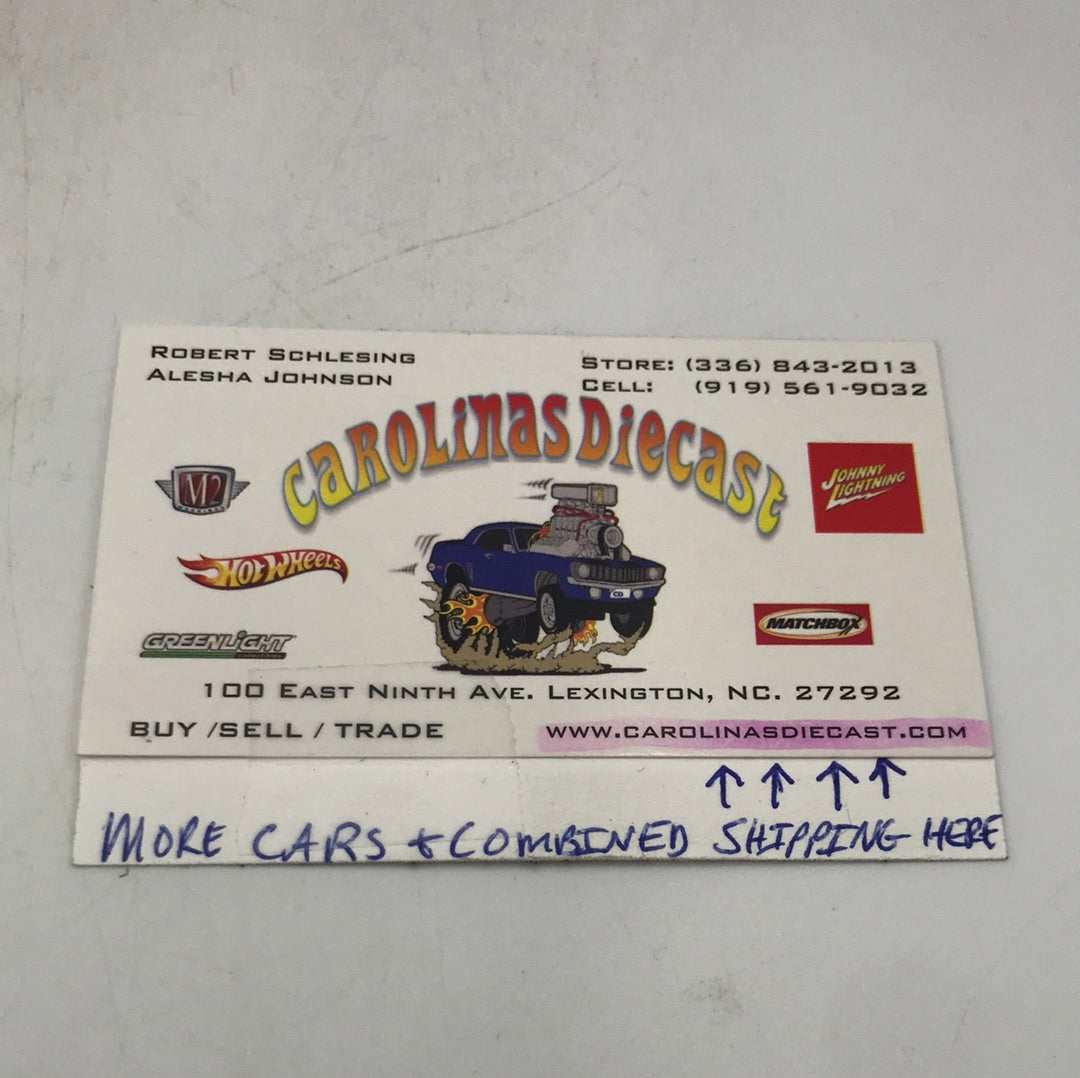 ROBERT SCHLESING
ALESHA JOHNSON
STORE: (336) 843-2013
CELL: (919) 561-9032
CAROLINAS DIECAST
M2
JOHNNY
LIGHTNING
HOT WHEELS
GREENLIGHT
MATCHBOX
CD
100 EAST NINTH AVE. LEXINGTON, NC. 27292
BUY /SELL / TRADE
WWW.CAROLINASDIECAST.COM
MORE CARS + COMBINED SHIPPING HERE